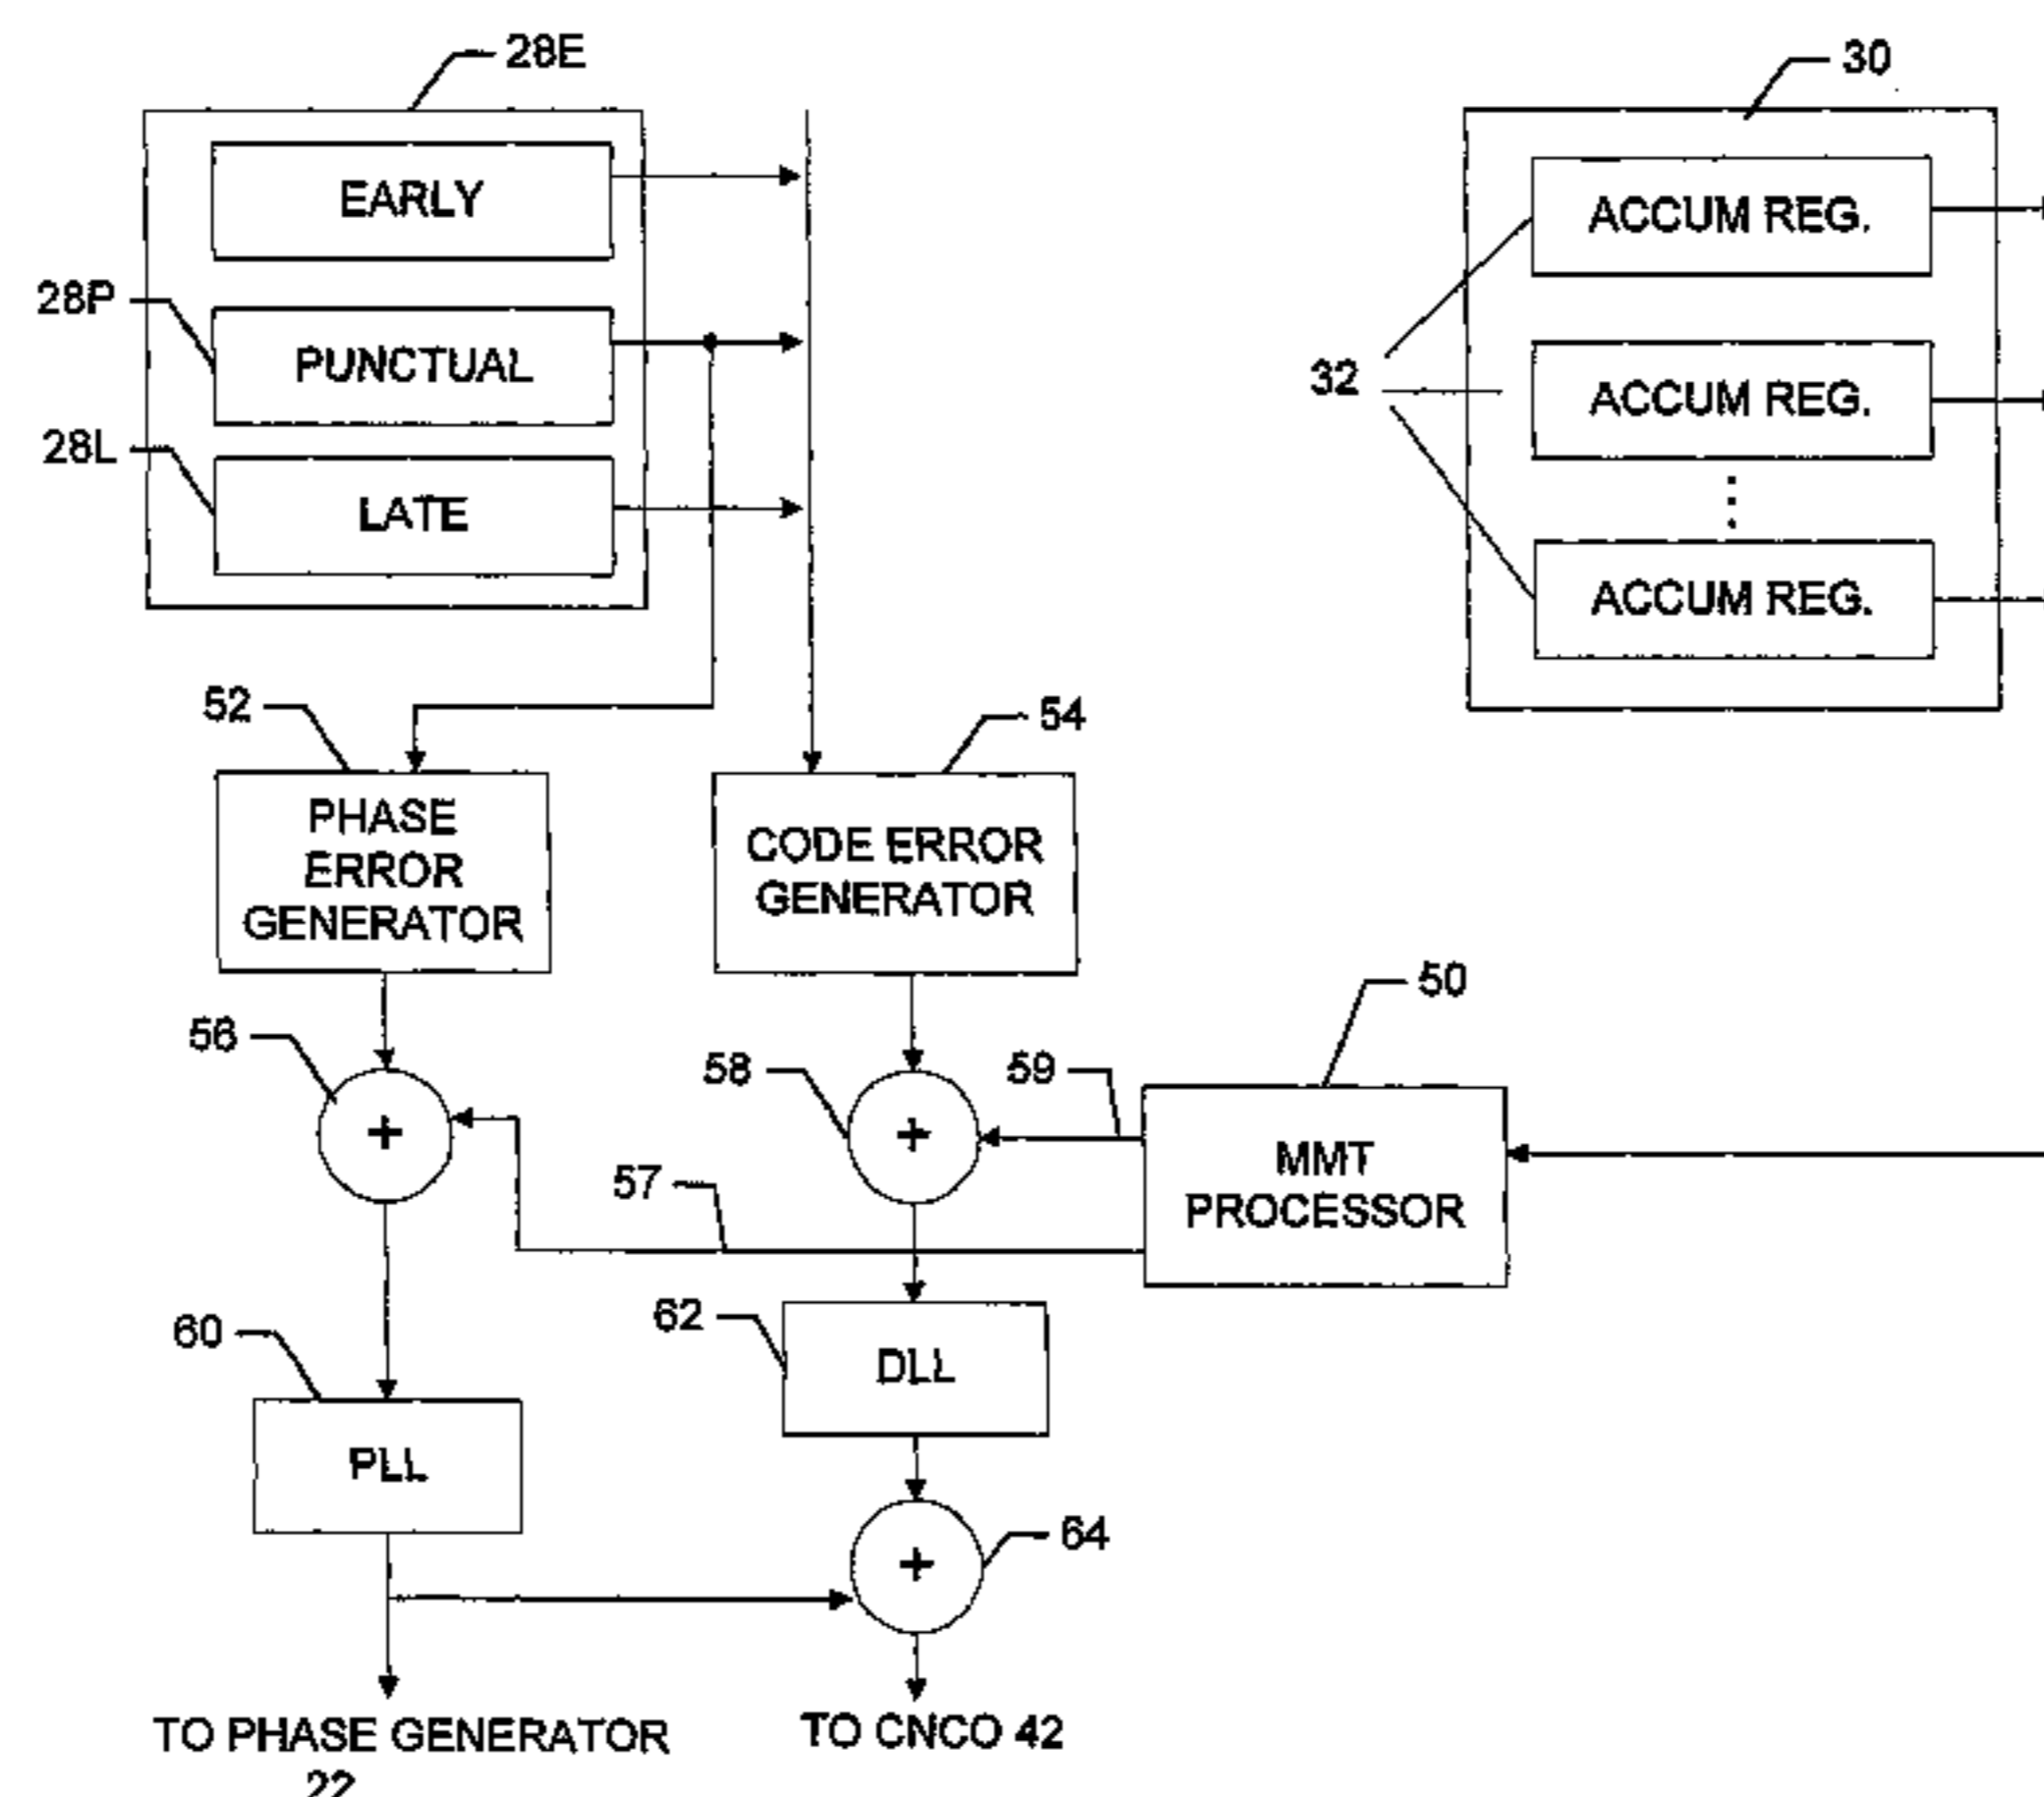 28E
30
EARLY
ACCUM REG.
28P
PUNCTUAL
32
ACCUM REG.
28L
LATE
ACCUM REG.
52
54
PHASE
ERROR
GENERATOR
CODE ERROR
GENERATOR
50
56
58
59
+
+
MMT
PROCESSOR
57
60
62
DLL
PLL
64
+
TO PHASE GENERATOR
22
TO CNCO 42